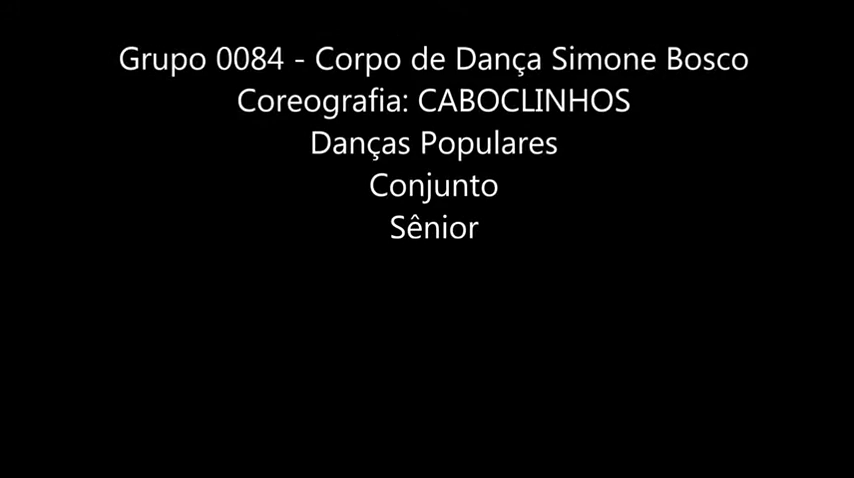 Grupo 0084 - Corpo de Dança Simone Bosco
Coreografia: CABOCLINHOS
Danças Populares
Conjunto
Sênior